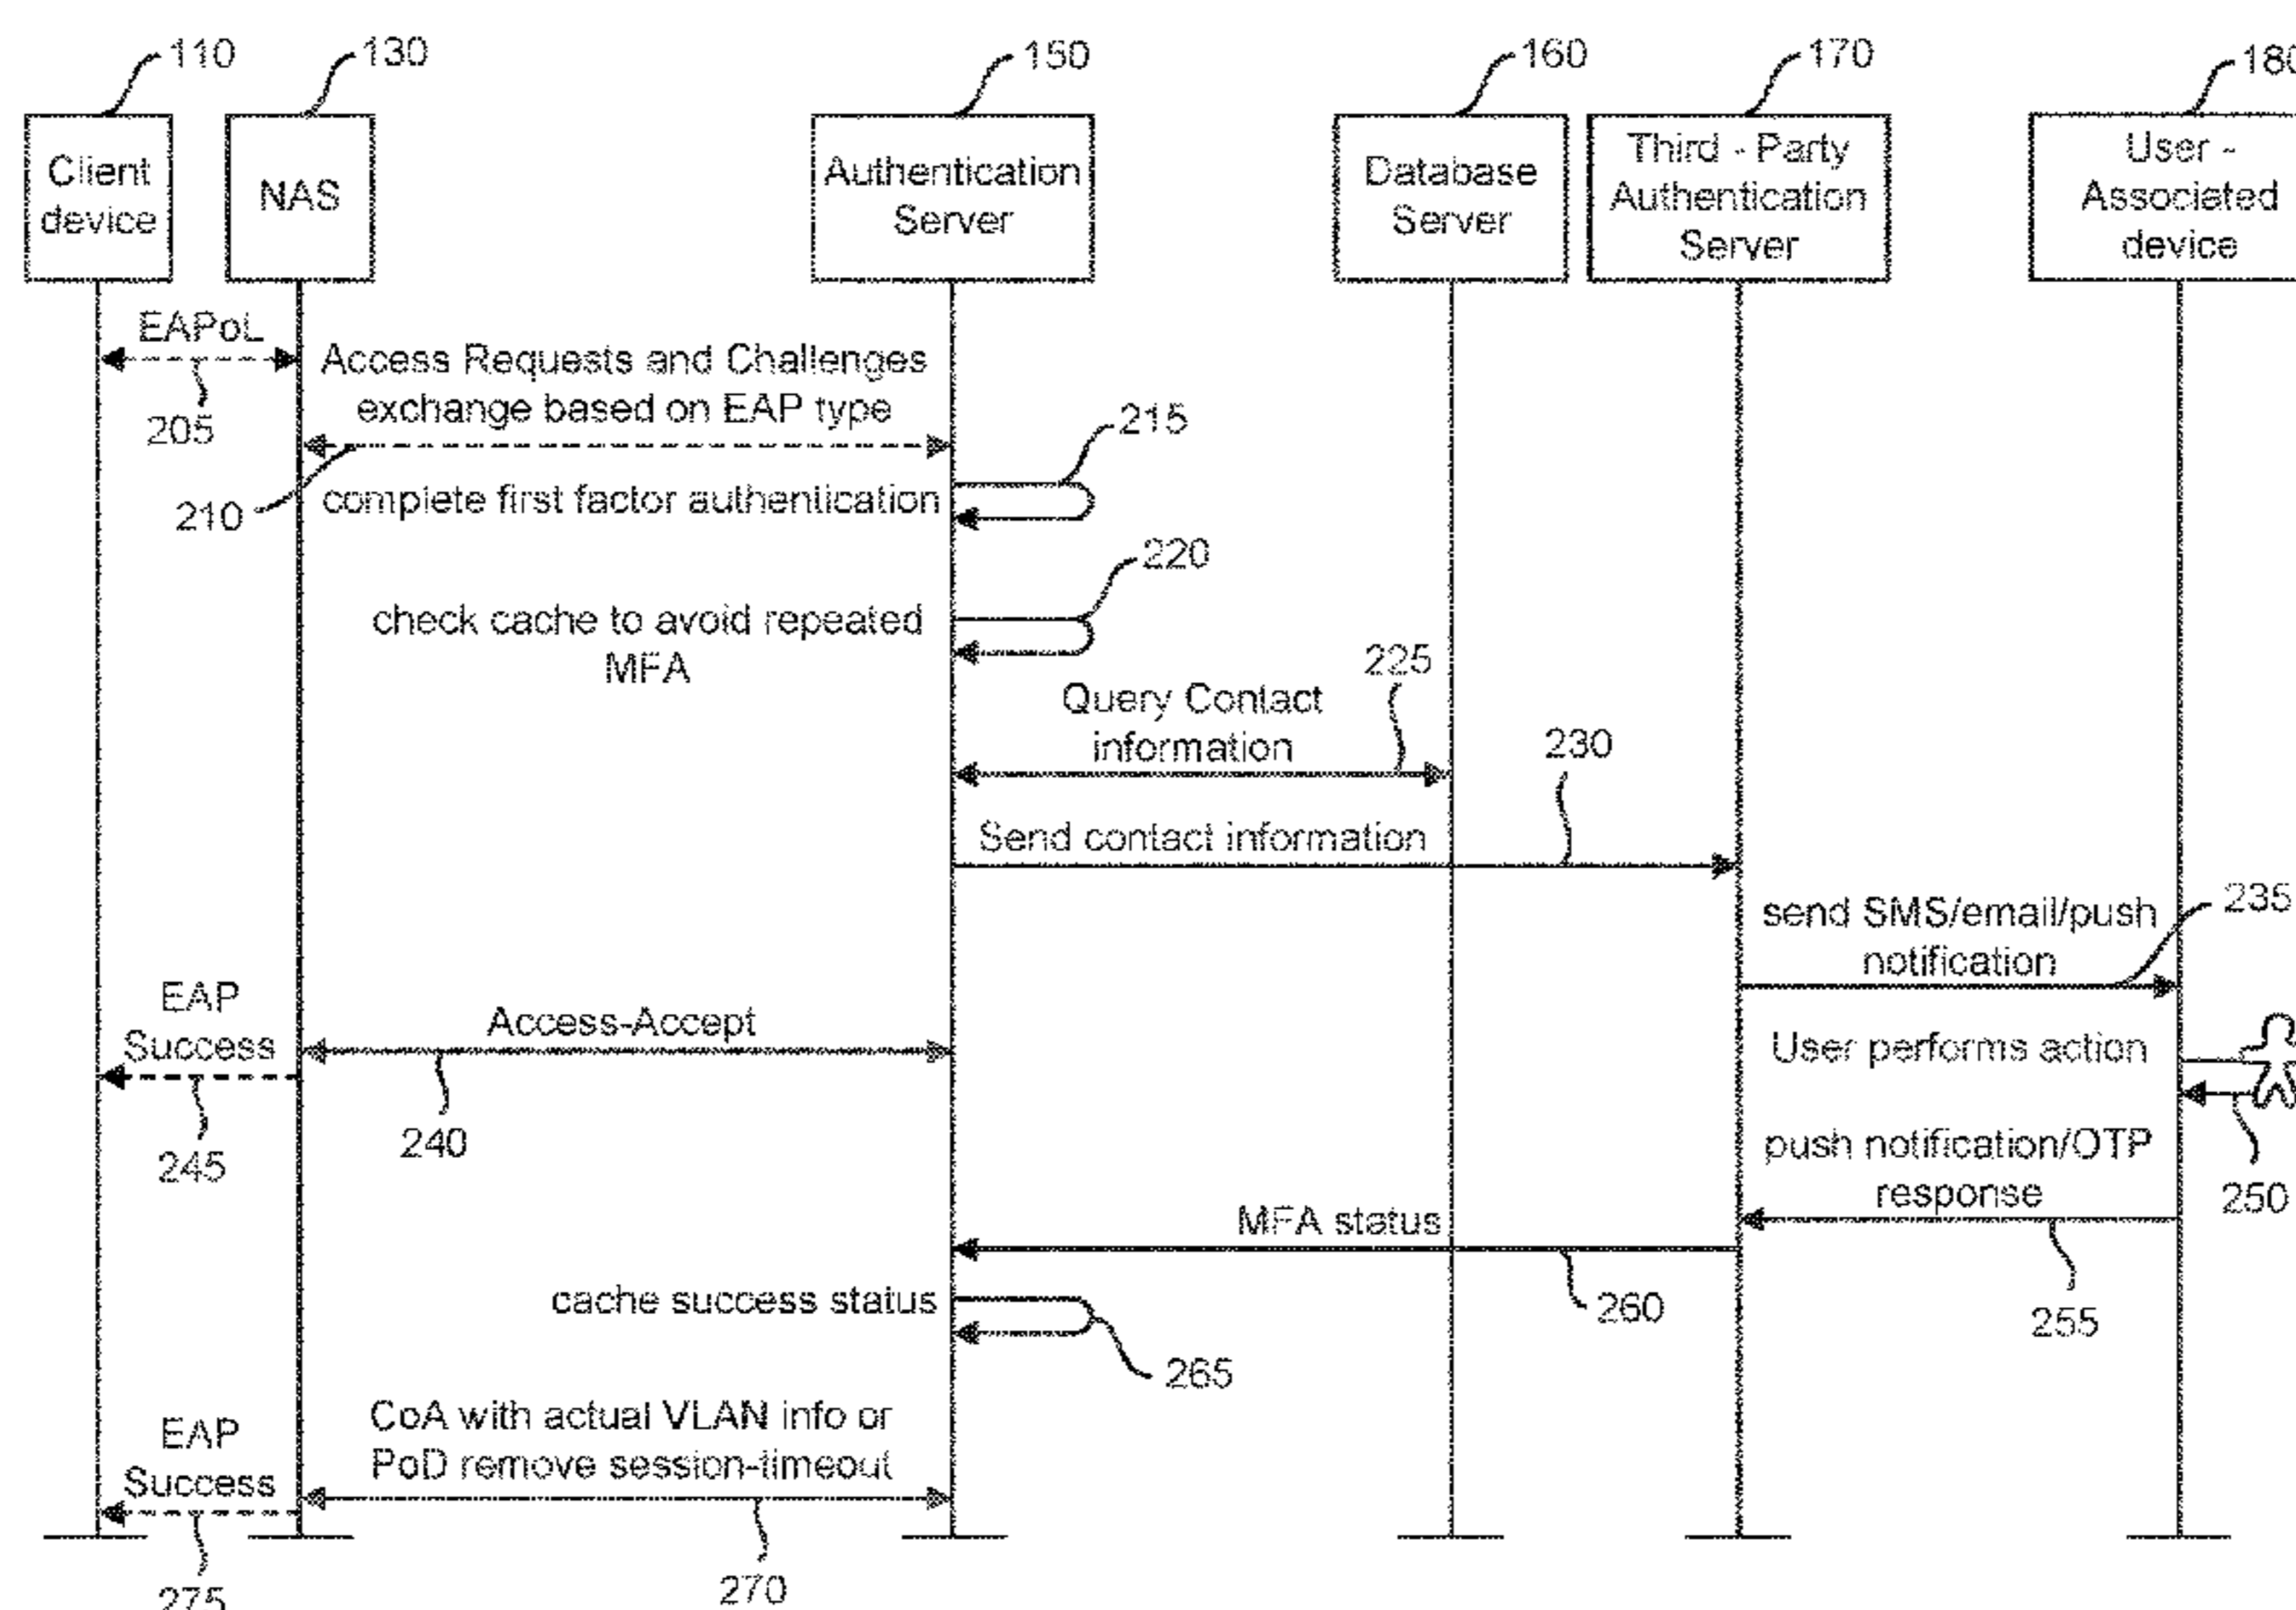 110
130
150
160
170
180
Client
device
NAS
Authentication
Server
Database
Server
Third - Party
Authentication
Server
User -
Associated
device
EAPoL
205
Access Requests and Challenges
exchange based on EAP type
210
215
complete first factor authentication
220
check cache to avoid repeated
MFA
225
Query Contact
information
230
Send contact information
235
send SMS/email/push
notification
EAP
Success
245
Access-Accept
240
User performs action
250
push notification/OTP
response
255
MFA status
260
cache success status
265
CoA with actual VLAN info or
PoD remove session-timeout
270
EAP
Success
275